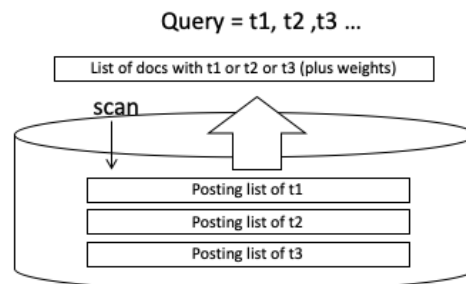 Query = t1, t2 ,t3 ...
List of docs with t1 or t2 or t3 (plus weights)
scan
Posting list of t1
Posting list of t2
Posting list of t3